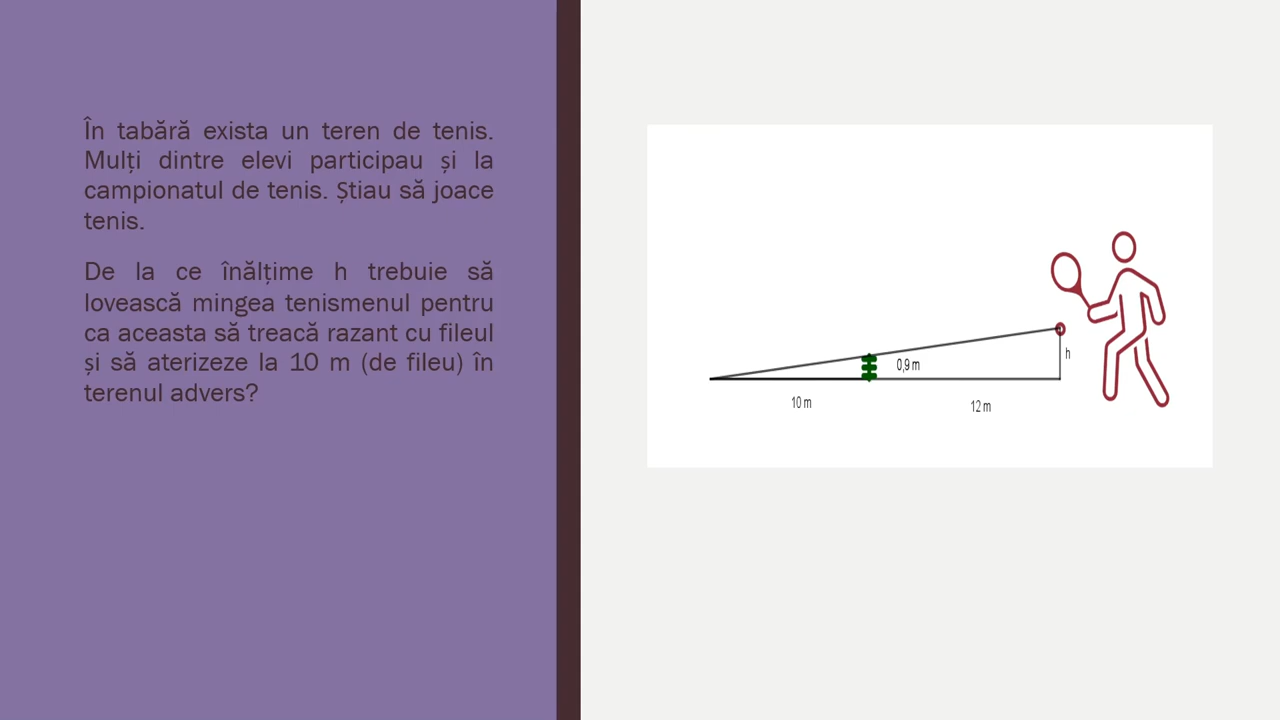 În tabără exista un teren de tenis.
Mulți dintre elevi participau și la
campionatul de tenis. Știau să joace
tenis.
De la ce înălțime h trebuie să
lovească mingea tenismenul pentru
ca aceasta să treacă razant cu fileul
și să aterizeze la 10 m (de fileu) în
terenul advers?
h
0,9 m
10 m
12 m